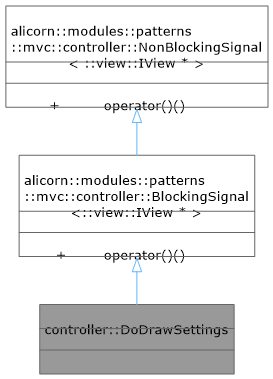 alicorn::modules::patterns
::mvc::controller::NonBlockingSignal
< ::view::IView * >
+ operator()()
alicorn::modules::patterns
::mvc::controller::BlockingSignal
<::view::IView * >
+ operator()()
controller::DoDrawSettings